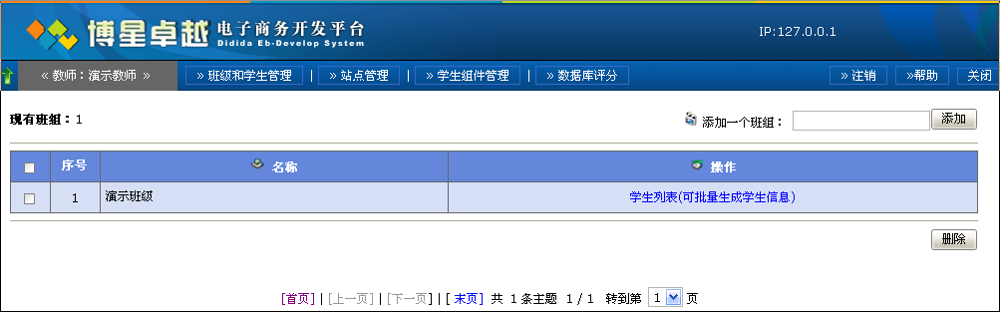 博星卓越 电子商务开发平台
Didida Eb-Develop System
IP:127.0.0.1
« 教师：演示教师 » » 班级和学生管理 | » 站点管理 | » 学生组件管理 | » 数据库评分 » 注销 »帮助 关闭
现有班组：1 添加一个班组： 添加
序号 名称 操作
1 演示班级 学生列表(可批量生成学生信息)
删除
[首页] | [上一页] | [下一页] | [ 末页] 共 1 条主题 1 / 1 转到第 1 页